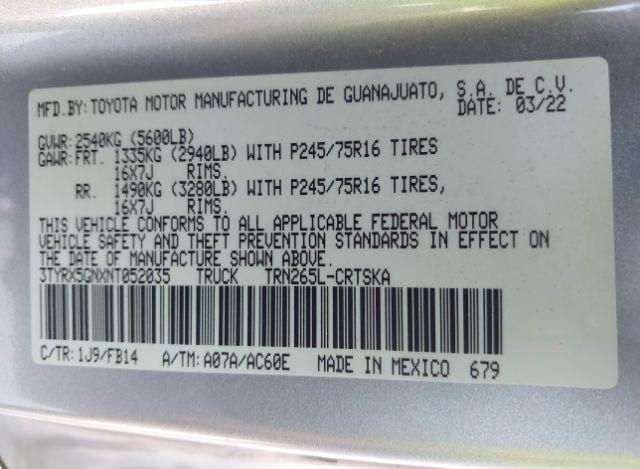 MFD.BY: TOYOTA MOTOR MANUFACTURING DE GUANAJUATO, S.A. DE C.V.
DATE: 03/22
GVWR: 2540KG (5600LB)
GAWR: FRT. 1335KG (2940LB) WITH P245/75R16 TIRES
16X7J RIMS.
RR. 1490KG (3280LB) WITH P245/75R16 TIRES,
16X7J RIMS.
THIS VEHICLE CONFORMS TO ALL APPLICABLE FEDERAL MOTOR
VEHICLE SAFETY AND THEFT PREVENTION STANDARDS IN EFFECT ON
THE DATE OF MANUFACTURE SHOWN ABOVE.
3TYRX5GNXNT052035 TRUCK TRN265L-CRTSKA
C/TR: 1J9/FB14 A/TM: A07A/AC60E MADE IN MEXICO 679